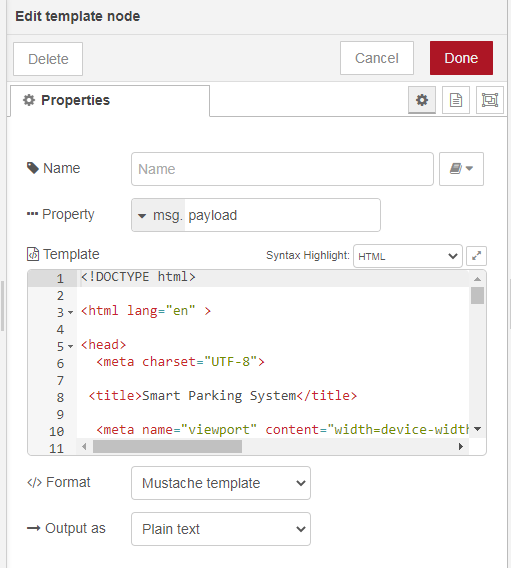 Edit template node
Delete
Cancel
Done
Properties
Name
Name
Property
msg. payload
Template
Syntax Highlight: HTML
1 <!DOCTYPE html>
2
3 <html lang="en" >
4
5 <head>
6 <meta charset="UTF-8">
7
8 <title>Smart Parking System</title>
9
10 <meta name="viewport" content="width=device-width
11
</> Format
Mustache template
Output as
Plain text